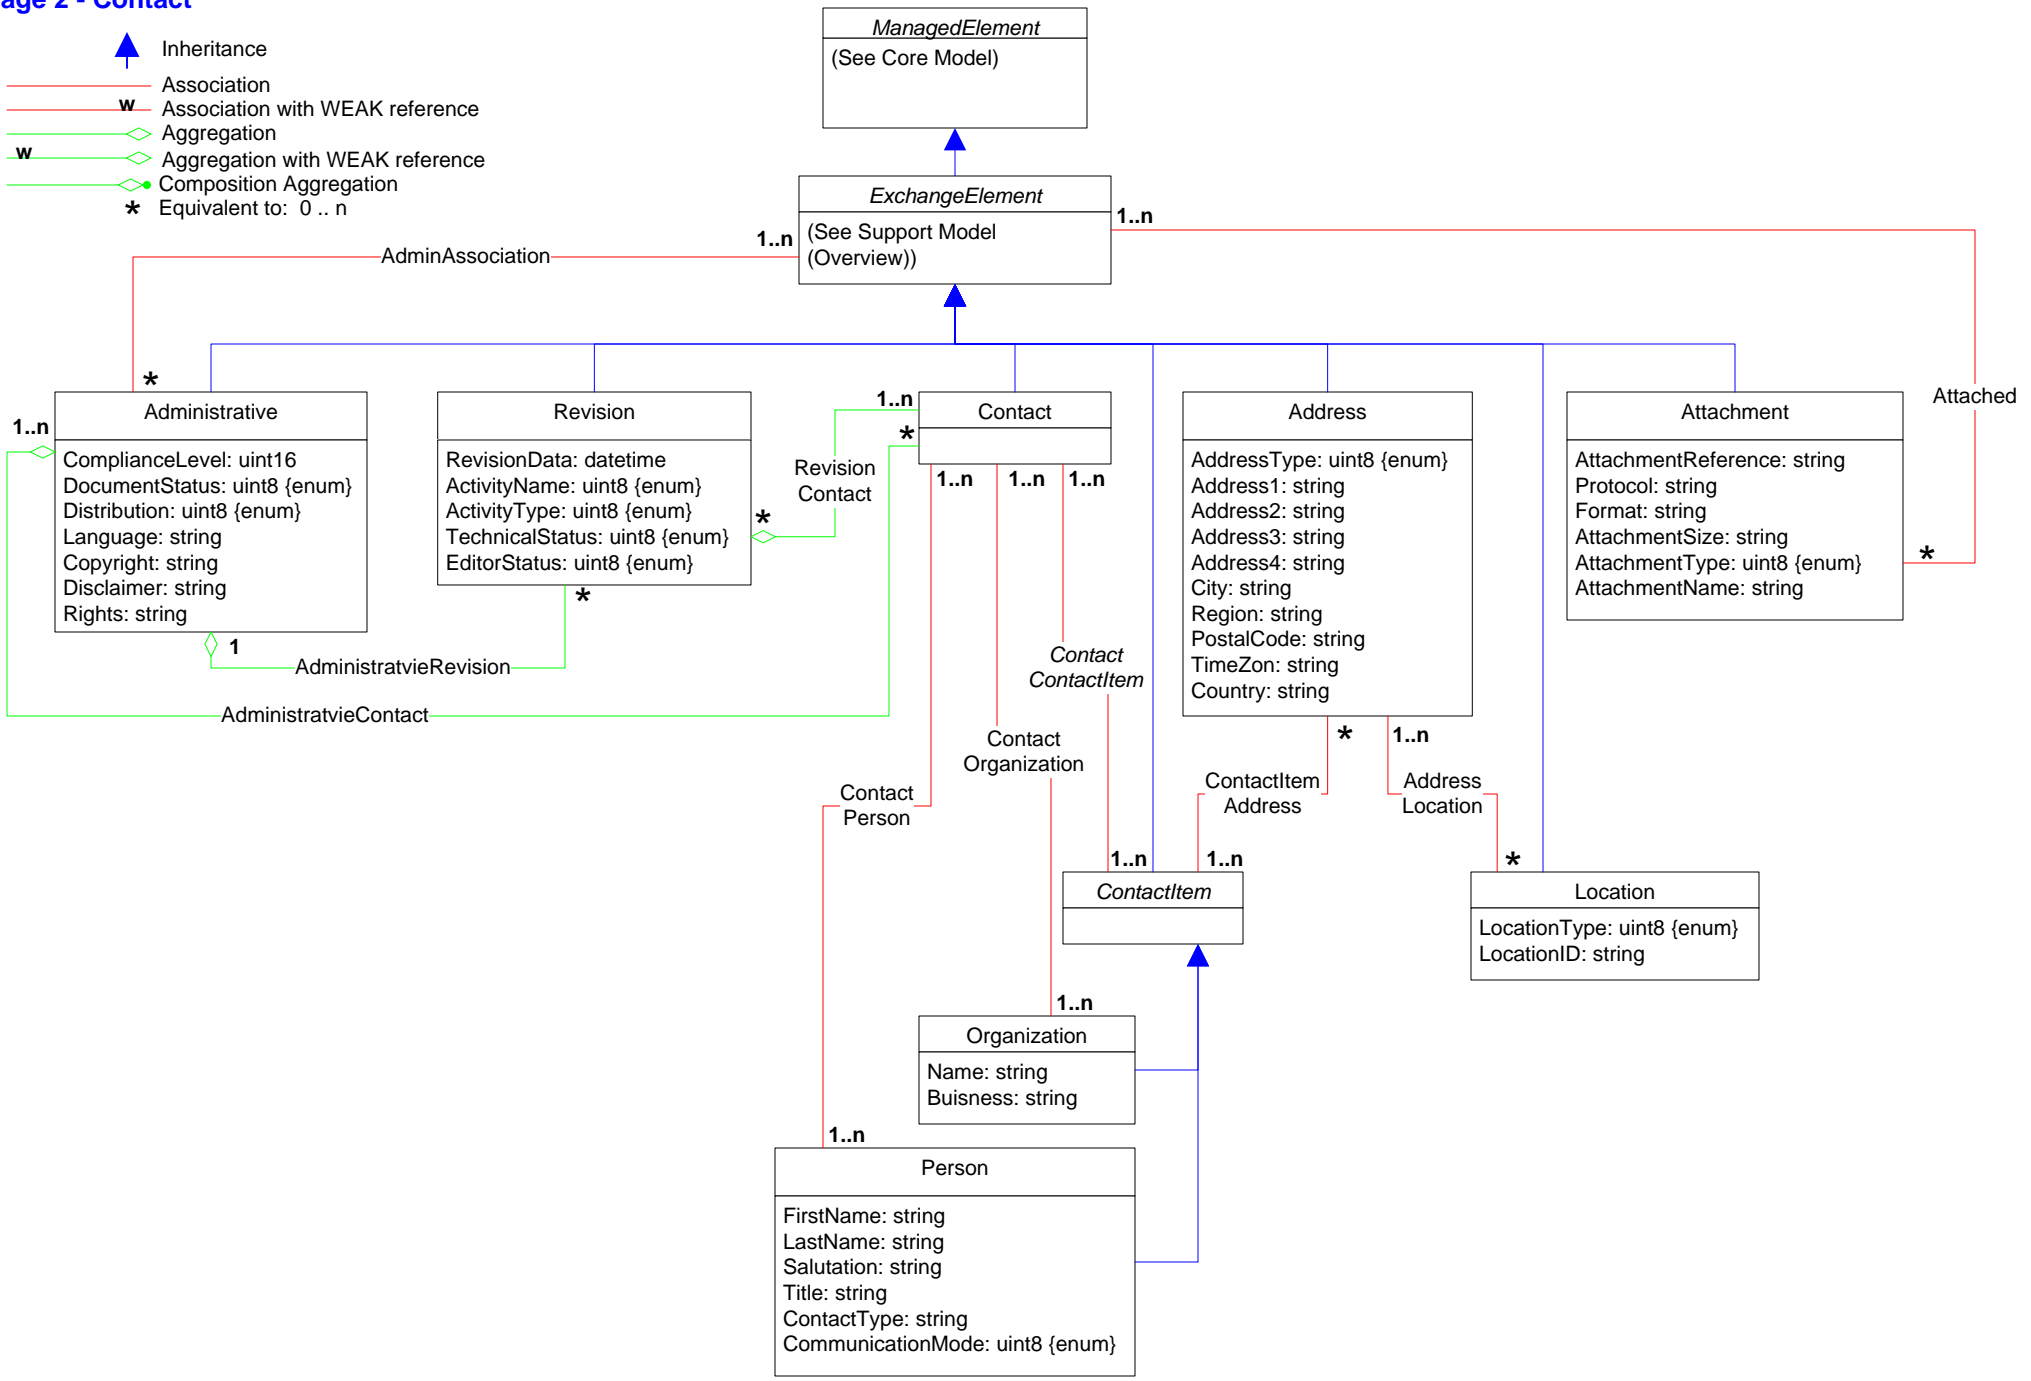 age 2 - Contact
Inheritance
Association
w
Association with WEAK reference
Aggregation
w
Aggregation with WEAK reference
Composition Aggregation
* Equivalent to: 0 .. n
ManagedElement
(See Core Model)
ExchangeElement
(See Support Model
(Overview))
1..n
1..n
AdminAssociation
*
Attached
*
Administrative
ComplianceLevel: uint16
DocumentStatus: uint8 {enum}
Distribution: uint8 {enum}
Language: string
Copyright: string
Disclaimer: string
Rights: string
1..n
1
AdministratvieRevision
AdministratvieContact
Revision
RevisionData: datetime
ActivityName: uint8 {enum}
ActivityType: uint8 {enum}
TechnicalStatus: uint8 {enum}
EditorStatus: uint8 {enum}
*
*
Revision
Contact
1..n
*
Contact
1..n
1..n
1..n
Address
AddressType: uint8 {enum}
Address1: string
Address2: string
Address3: string
Address4: string
City: string
Region: string
PostalCode: string
TimeZon: string
Country: string
*
1..n
Attachment
AttachmentReference: string
Protocol: string
Format: string
AttachmentSize: string
AttachmentType: uint8 {enum}
AttachmentName: string
Contact
ContactItem
Contact
Organization
Contact
Person
ContactItem
Address
Address
Location
1..n
1..n
*
ContactItem
Location
LocationType: uint8 {enum}
LocationID: string
1..n
Organization
Name: string
Buisness: string
1..n
Person
FirstName: string
LastName: string
Salutation: string
Title: string
ContactType: string
CommunicationMode: uint8 {enum}